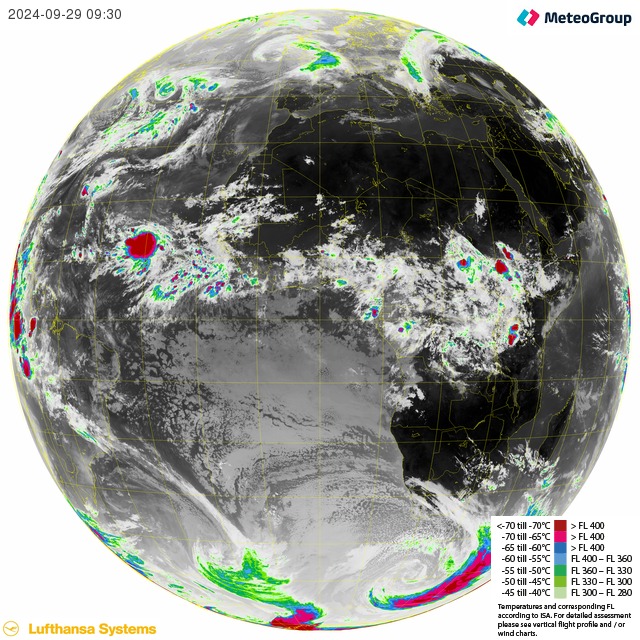 2024-09-29 09:30
MeteoGroup
<-70 till -70°C > FL 400
-70 till -65°C > FL 400
-65 till -60°C > FL 400
-60 till -55°C FL 400 – FL 360
-55 till -50°C FL 360 – FL 330
-50 till -45°C FL 330 – FL 300
-45 till -40°C FL 300 – FL 280
Temperatures and corresponding FL
according to ISA. For detailed assessment
please see vertical flight profile and / or
wind charts.
Lufthansa Systems